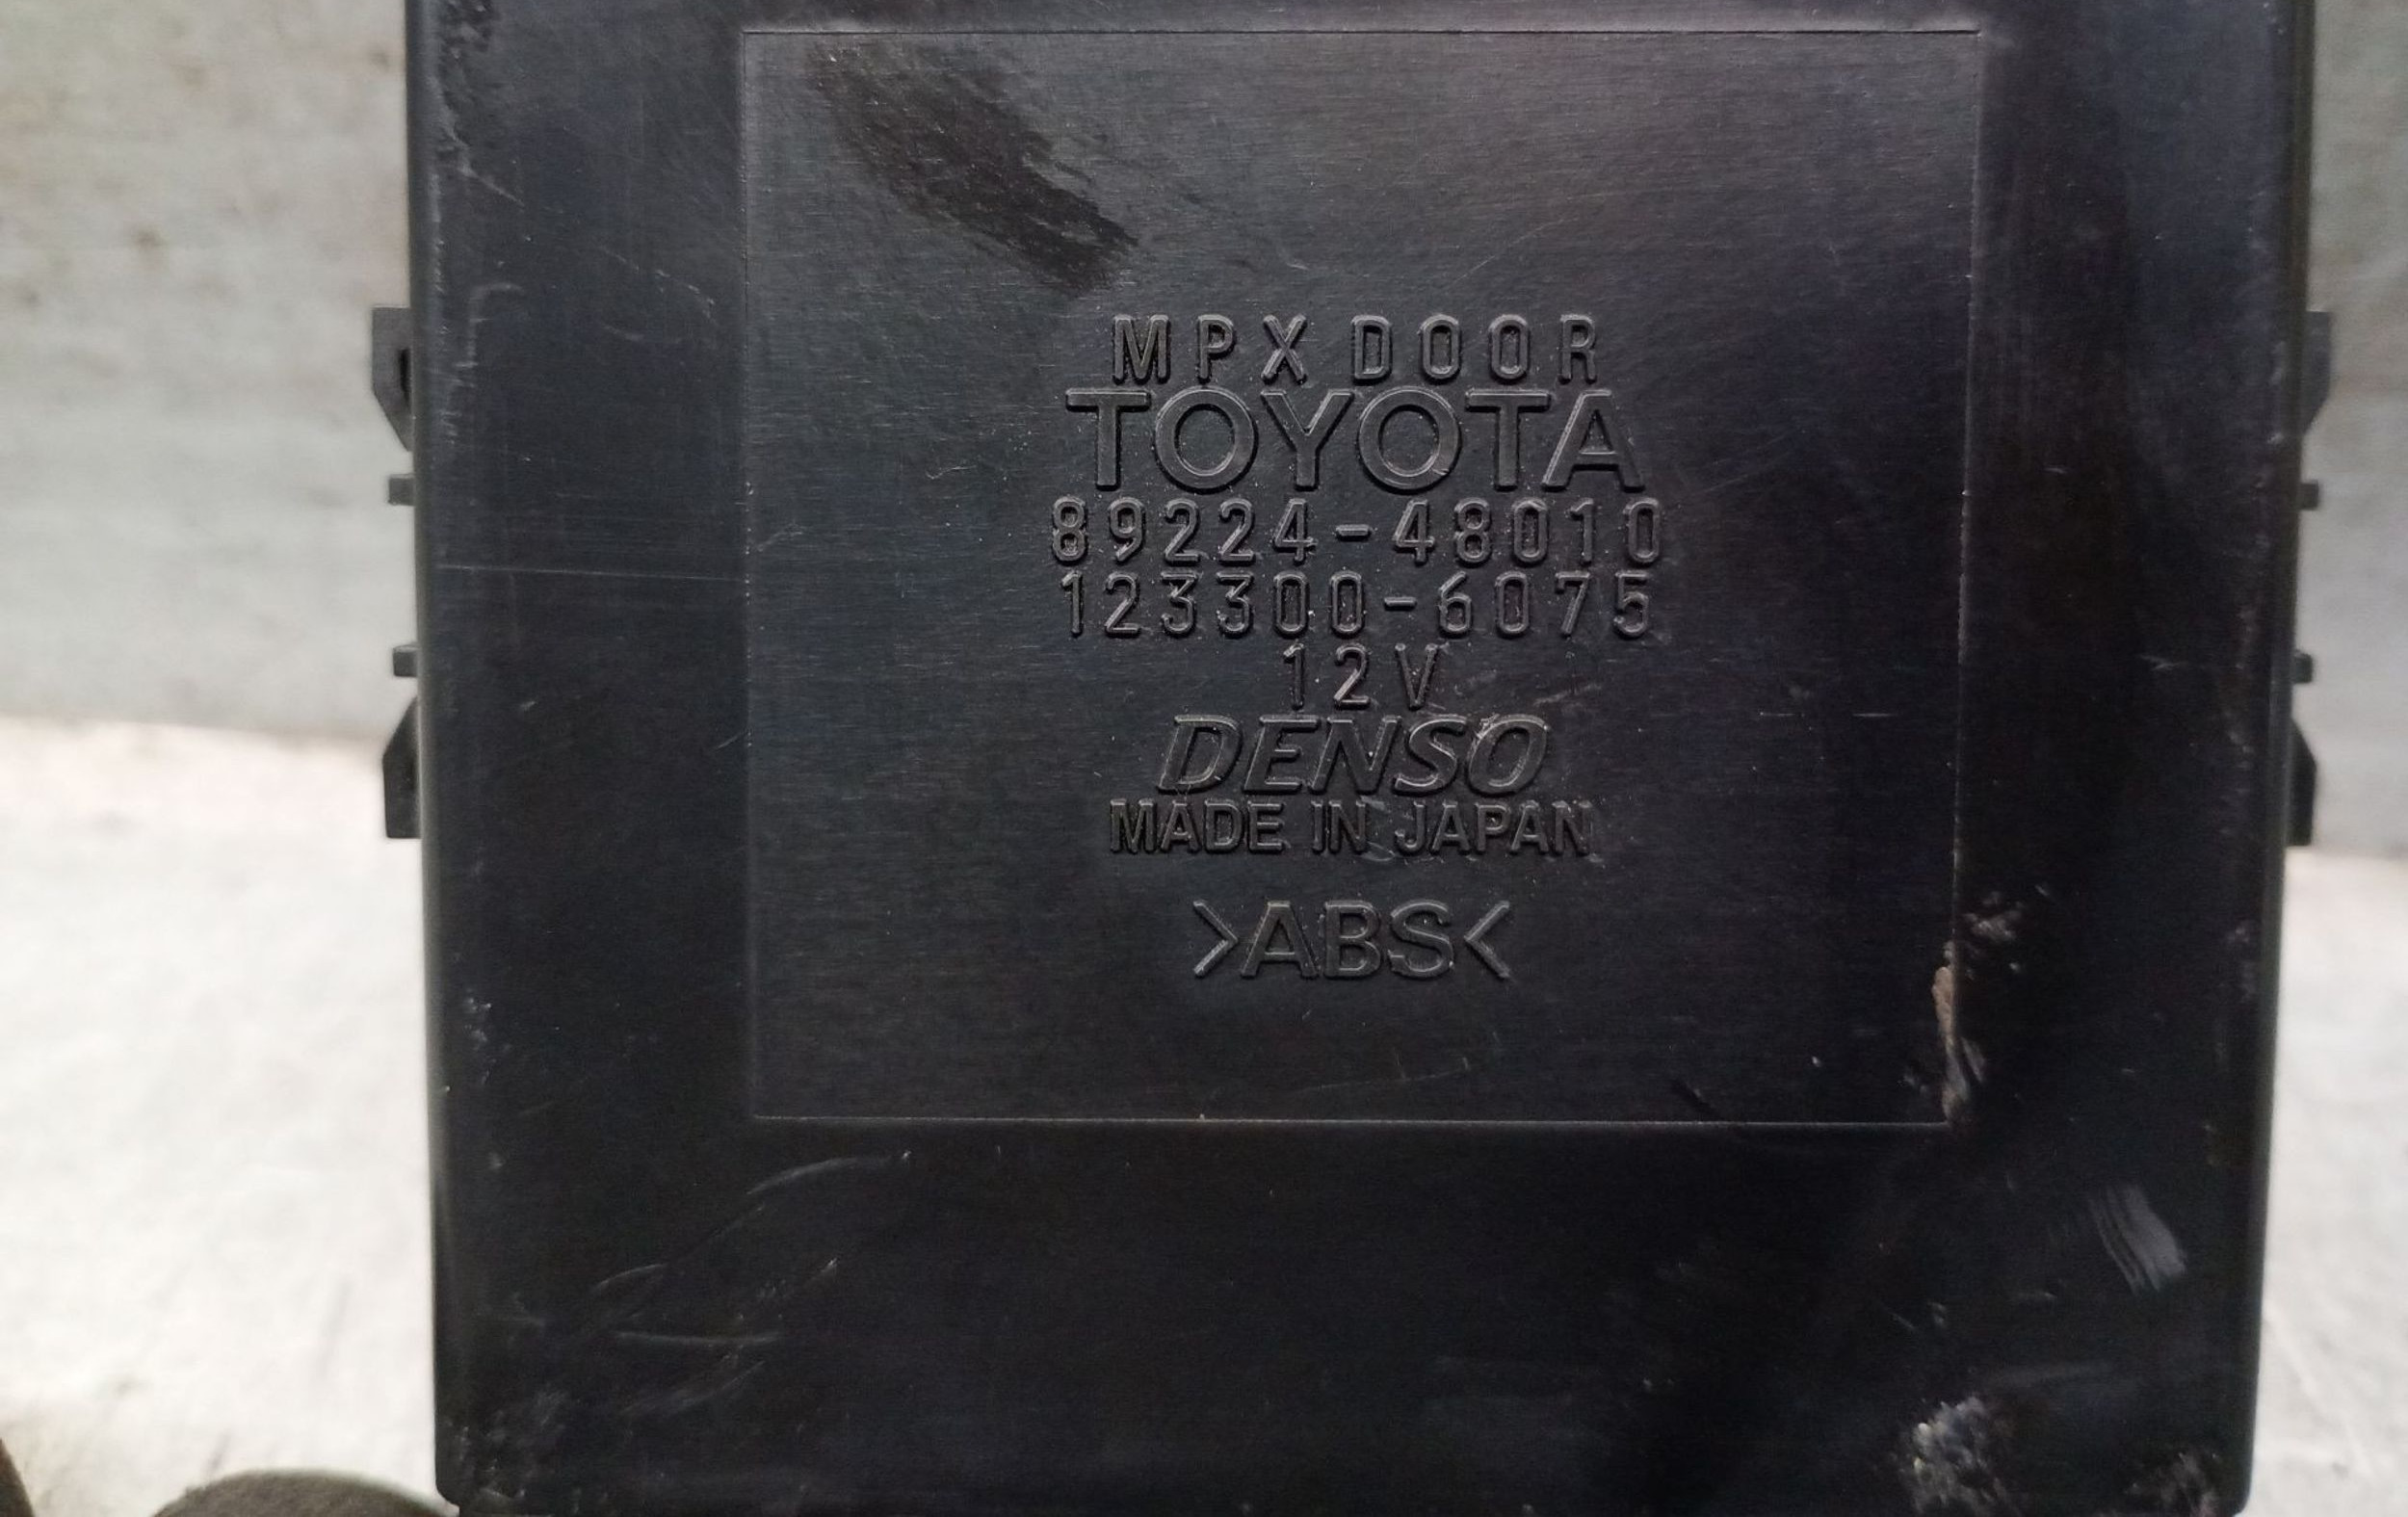 MPX DOOR
TOYOTA
89224-48010
123300-6075
12V
DENSO
MADE IN JAPAN
>ABS<